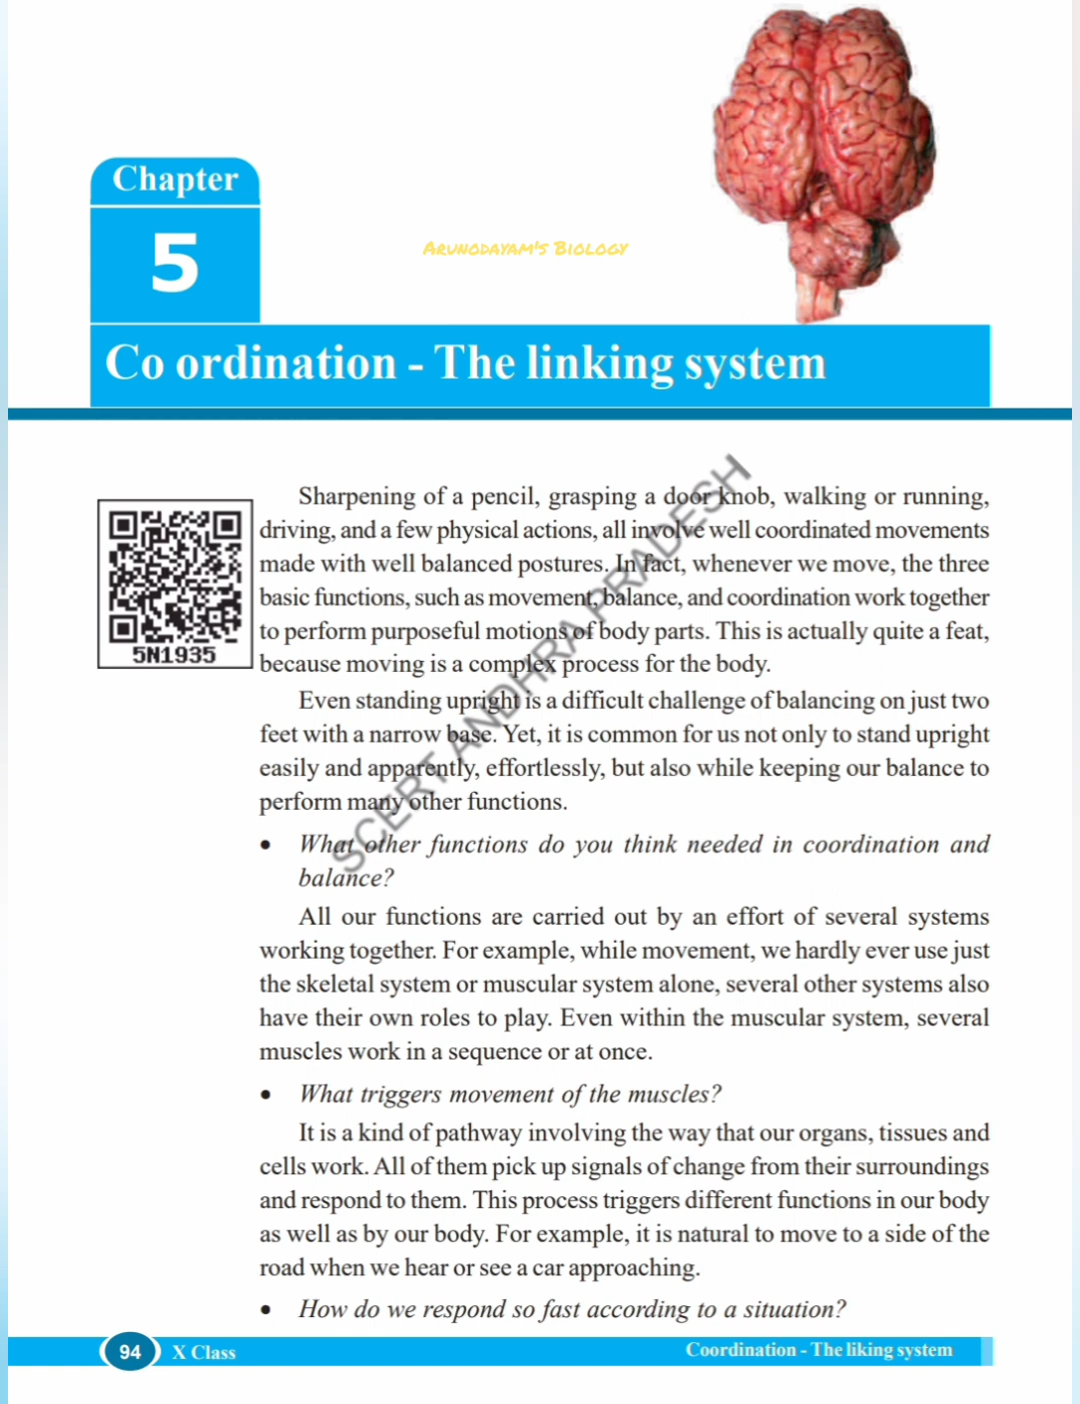 Chapter
5
Arunodayam's Biology
Co ordination - The linking system
5N1935
Sharpening of a pencil, grasping a door knob, walking or running,
driving, and a few physical actions, all involve well coordinated movements
made with well balanced postures. In fact, whenever we move, the three
basic functions, such as movement, balance, and coordination work together
to perform purposeful motions of body parts. This is actually quite a feat,
because moving is a complex process for the body.
Even standing upright is a difficult challenge of balancing on just two
feet with a narrow base. Yet, it is common for us not only to stand upright
easily and apparently, effortlessly, but also while keeping our balance to
perform many other functions.
• What other functions do you think needed in coordination and
balance?
All our functions are carried out by an effort of several systems
working together. For example, while movement, we hardly ever use just
the skeletal system or muscular system alone, several other systems also
have their own roles to play. Even within the muscular system, several
muscles work in a sequence or at once.
• What triggers movement of the muscles?
It is a kind of pathway involving the way that our organs, tissues and
cells work. All of them pick up signals of change from their surroundings
and respond to them. This process triggers different functions in our body
as well as by our body. For example, it is natural to move to a side of the
road when we hear or see a car approaching.
• How do we respond so fast according to a situation?
SCERT ANDHRA PRADESH
94 X Class
Coordination - The liking system